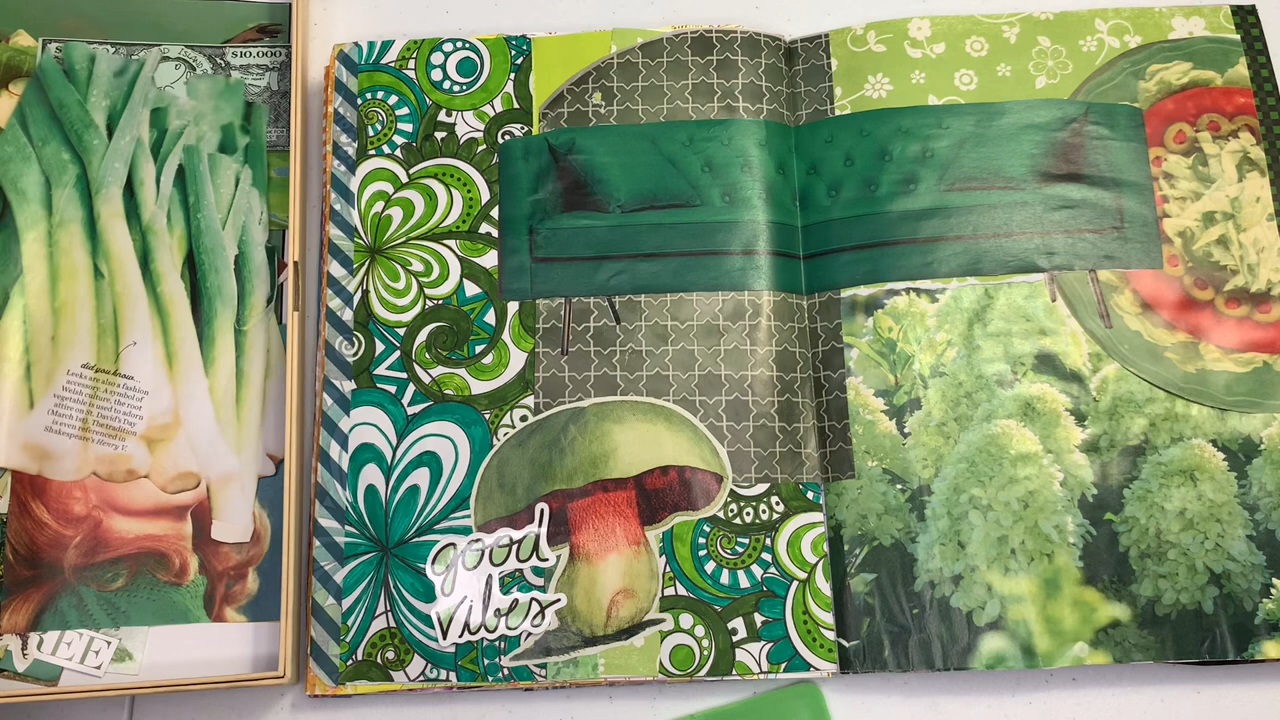 $10,000
did you know...
Leeks are also a fashion
accessory. A symbol of
Welsh culture, the root
vegetable is used to adorn
attire on St. David's Day
(March 1st). The tradition
is even referenced in
Shakespeare's Henry V.
good
vibes